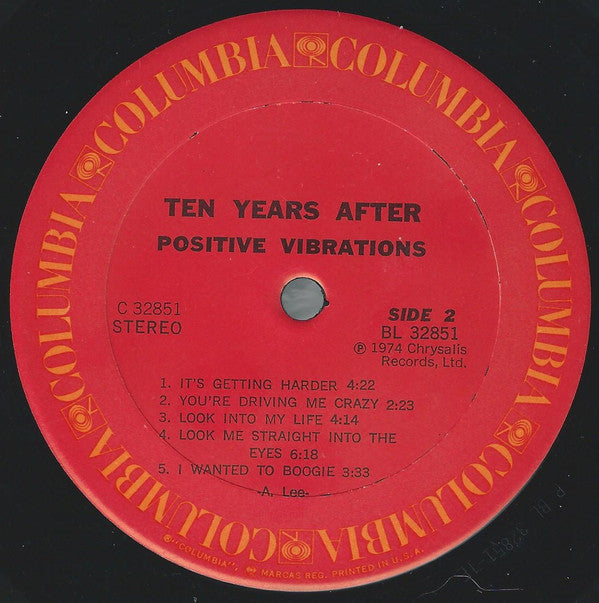 COLUMBIA COLUMBIA COLUMBIA COLUMBIA COLUMBIA COLUMBIA
TEN YEARS AFTER
POSITIVE VIBRATIONS
C 32851
STEREO
SIDE 2
BL 32851
Ⓟ 1974 Chrysalis
Records, Ltd.
1. IT'S GETTING HARDER 4:22
2. YOU'RE DRIVING ME CRAZY 2:23
3. LOOK INTO MY LIFE 4:14
4. LOOK ME STRAIGHT INTO THE
EYES 6:18
5. I WANTED TO BOOGIE 3:33
-A. Lee-
® "COLUMBIA", MARCAS REG. PRINTED IN U.S.A.